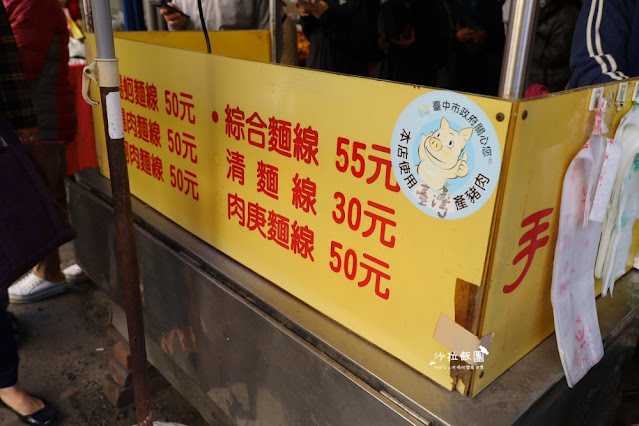 麵線 50元
肉麵線 50元
肉麵線 50元
• 綜合麵線 55元
清麵線 30元
肉庚麵線 50元
臺中市政府關心您
本店使用
臺灣
產豬肉
手
沙拉飯團